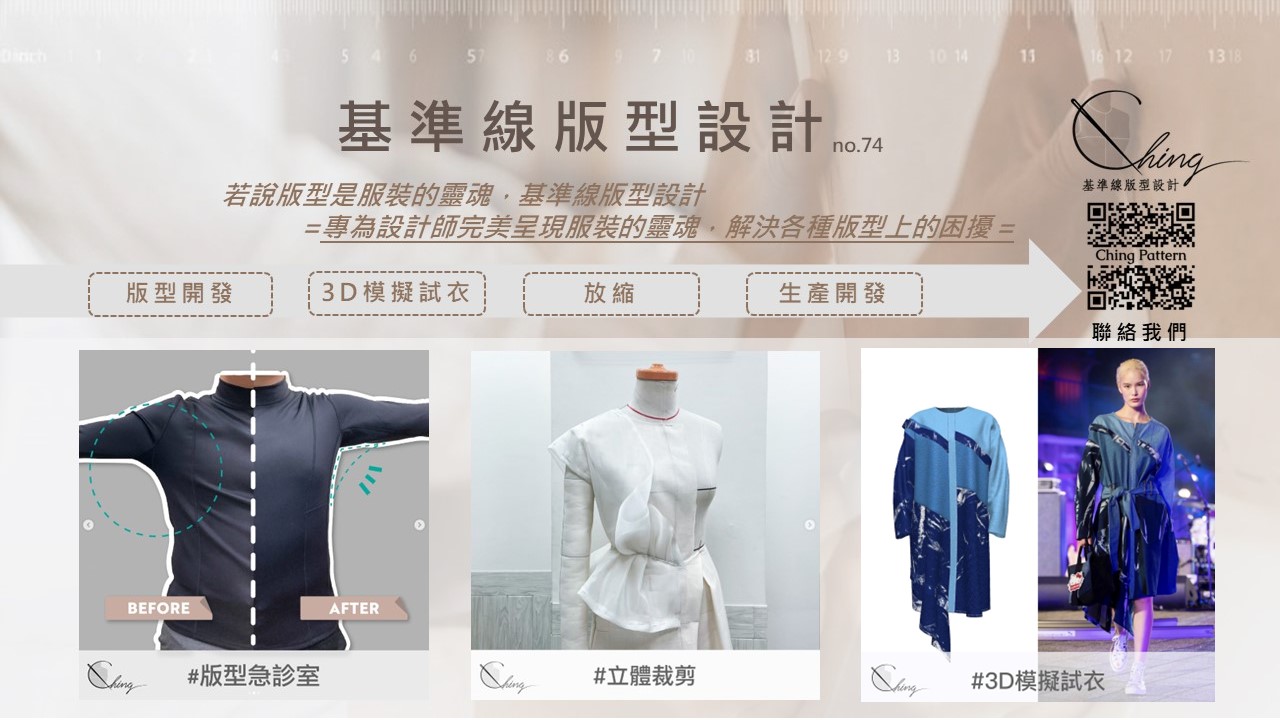 基準線版型設計 no.74
若說版型是服裝的靈魂，基準線版型設計
=專為設計師完美呈現服裝的靈魂，解決各種版型上的困擾=
版型開發
3D模擬試衣
放縮
生產開發
Ching
基準線版型設計
Ching Pattern
聯絡我們
BEFORE
AFTER
Ching
#版型急診室
Ching
#立體裁剪
Ching
#3D模擬試衣